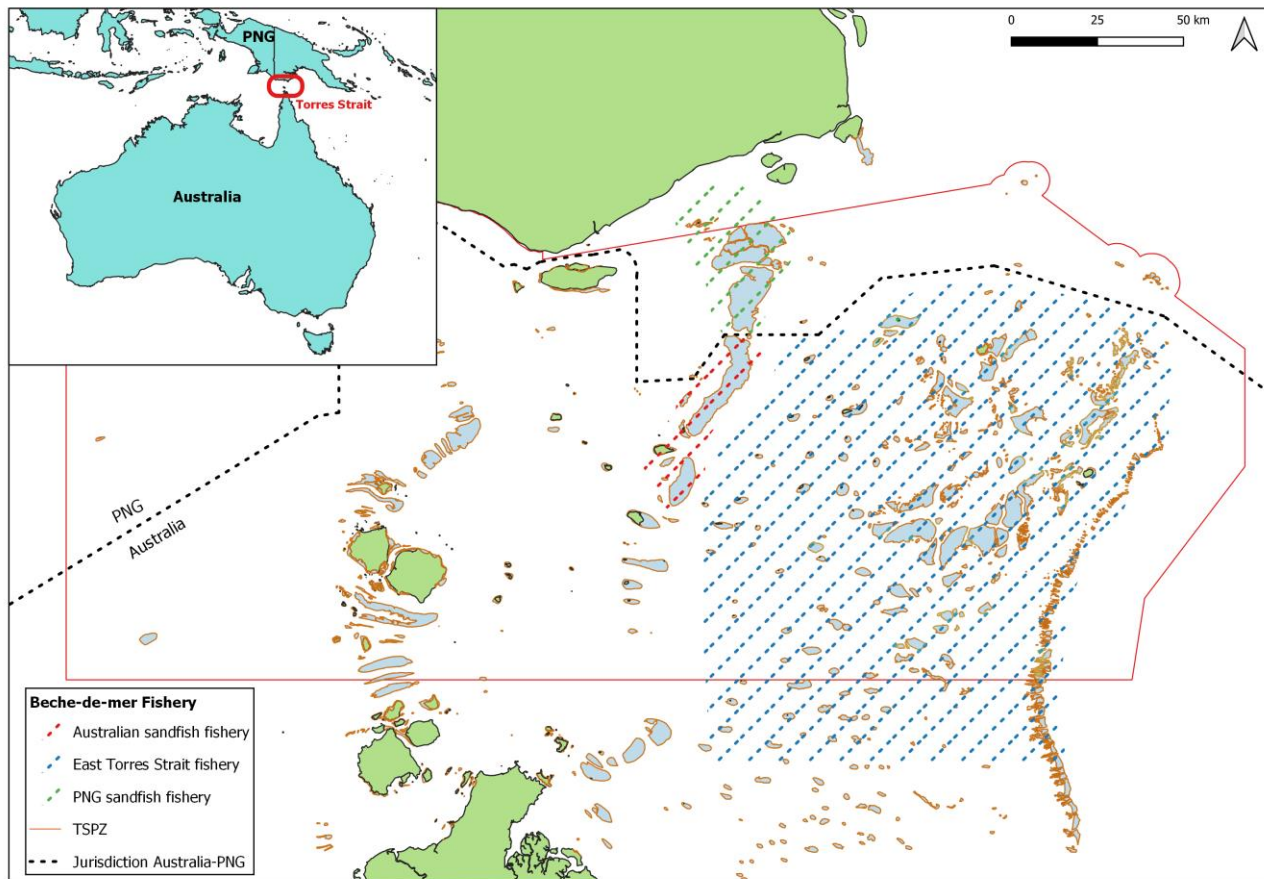 PNG
Torres Strait
Australia
0 25 50 km
PNG
Australia
Beche-de-mer Fishery
Australian sandfish fishery
East Torres Strait fishery
PNG sandfish fishery
TSPZ
Jurisdiction Australia-PNG